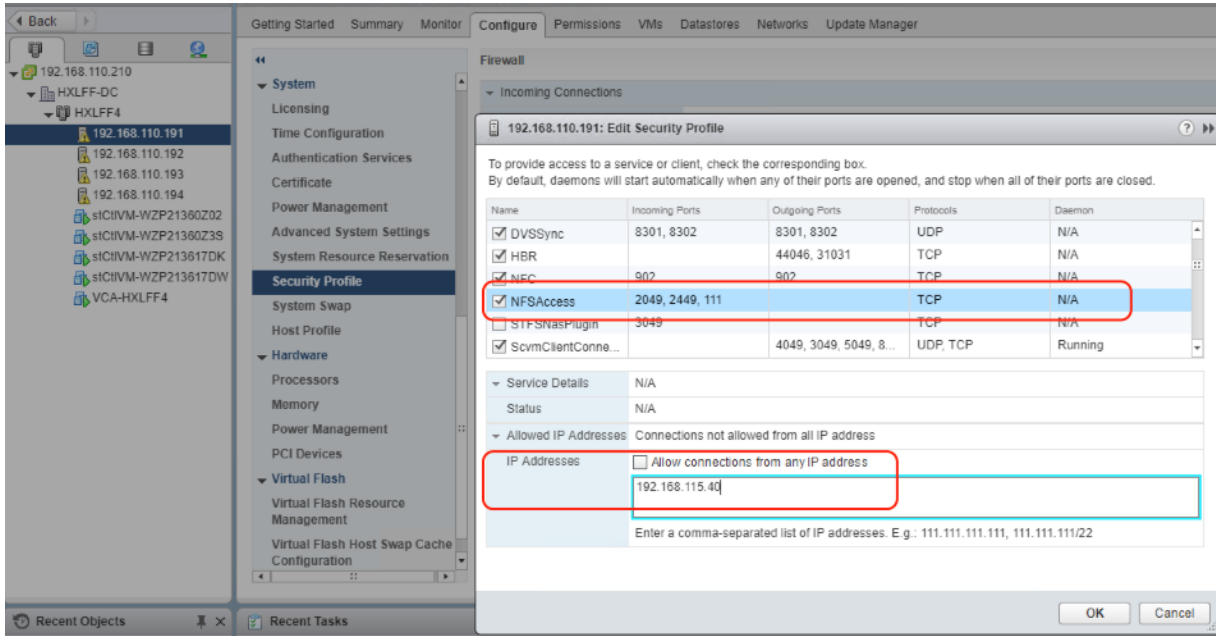 Back
Getting Started Summary Monitor Configure Permissions VMs Datastores Networks Update Manager
192.168.110.210
HXLFF-DC
HXLFF4
192.168.110.191
192.168.110.192
192.168.110.193
192.168.110.194
stCtlVM-WZP21360Z02
stCtlVM-WZP21360Z3S
stCtlVM-WZP213617DK
stCtlVM-WZP213617DW
VCA-HXLFF4
System
Licensing
Time Configuration
Authentication Services
Certificate
Power Management
Advanced System Settings
System Resource Reservation
Security Profile
System Swap
Host Profile
Hardware
Processors
Memory
Power Management
PCI Devices
Virtual Flash
Virtual Flash Resource
Management
Virtual Flash Host Swap Cache
Configuration
Firewall
Incoming Connections
192.168.110.191: Edit Security Profile
To provide access to a service or client, check the corresponding box.
By default, daemons will start automatically when any of their ports are opened, and stop when all of their ports are closed.
Name Incoming Ports Outgoing Ports Protocols Daemon
DVSSync 8301, 8302 8301, 8302 UDP N/A
HBR 44046, 31031 TCP N/A
NFC 902 902 TCP N/A
NFSAccess 2049, 2449, 111 TCP N/A
STFSNasPlugin 3049 TCP N/A
ScvmClientConne... 4049, 3049, 5049, 8... UDP, TCP Running
Service Details N/A
Status N/A
Allowed IP Addresses Connections not allowed from all IP address
IP Addresses Allow connections from any IP address
192.168.115.40
Enter a comma-separated list of IP addresses. E.g.: 111.111.111.111, 111.111.111/22
OK Cancel
Recent Objects
Recent Tasks